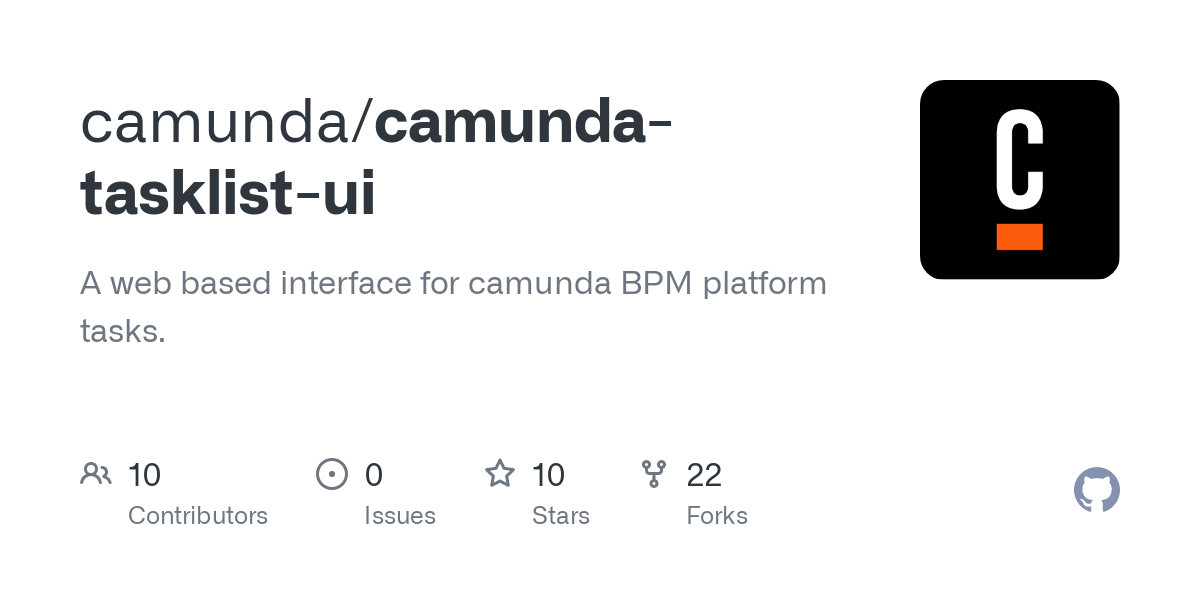 camunda/camunda-
tasklist-ui
C
A web based interface for camunda BPM platform
tasks.
10
Contributors
0
Issues
10
Stars
22
Forks